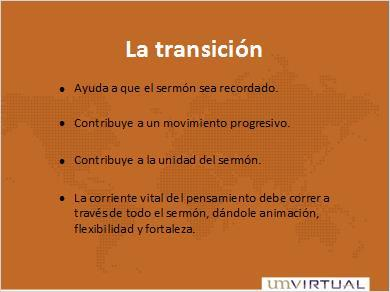 La transición
• Ayuda a que el sermón sea recordado.
• Contribuye a un movimiento progresivo.
• Contribuye a la unidad del sermón.
• La corriente vital del pensamiento debe correr a
través de todo el sermón, dándole animación,
flexibilidad y fortaleza.
umVIRTUAL